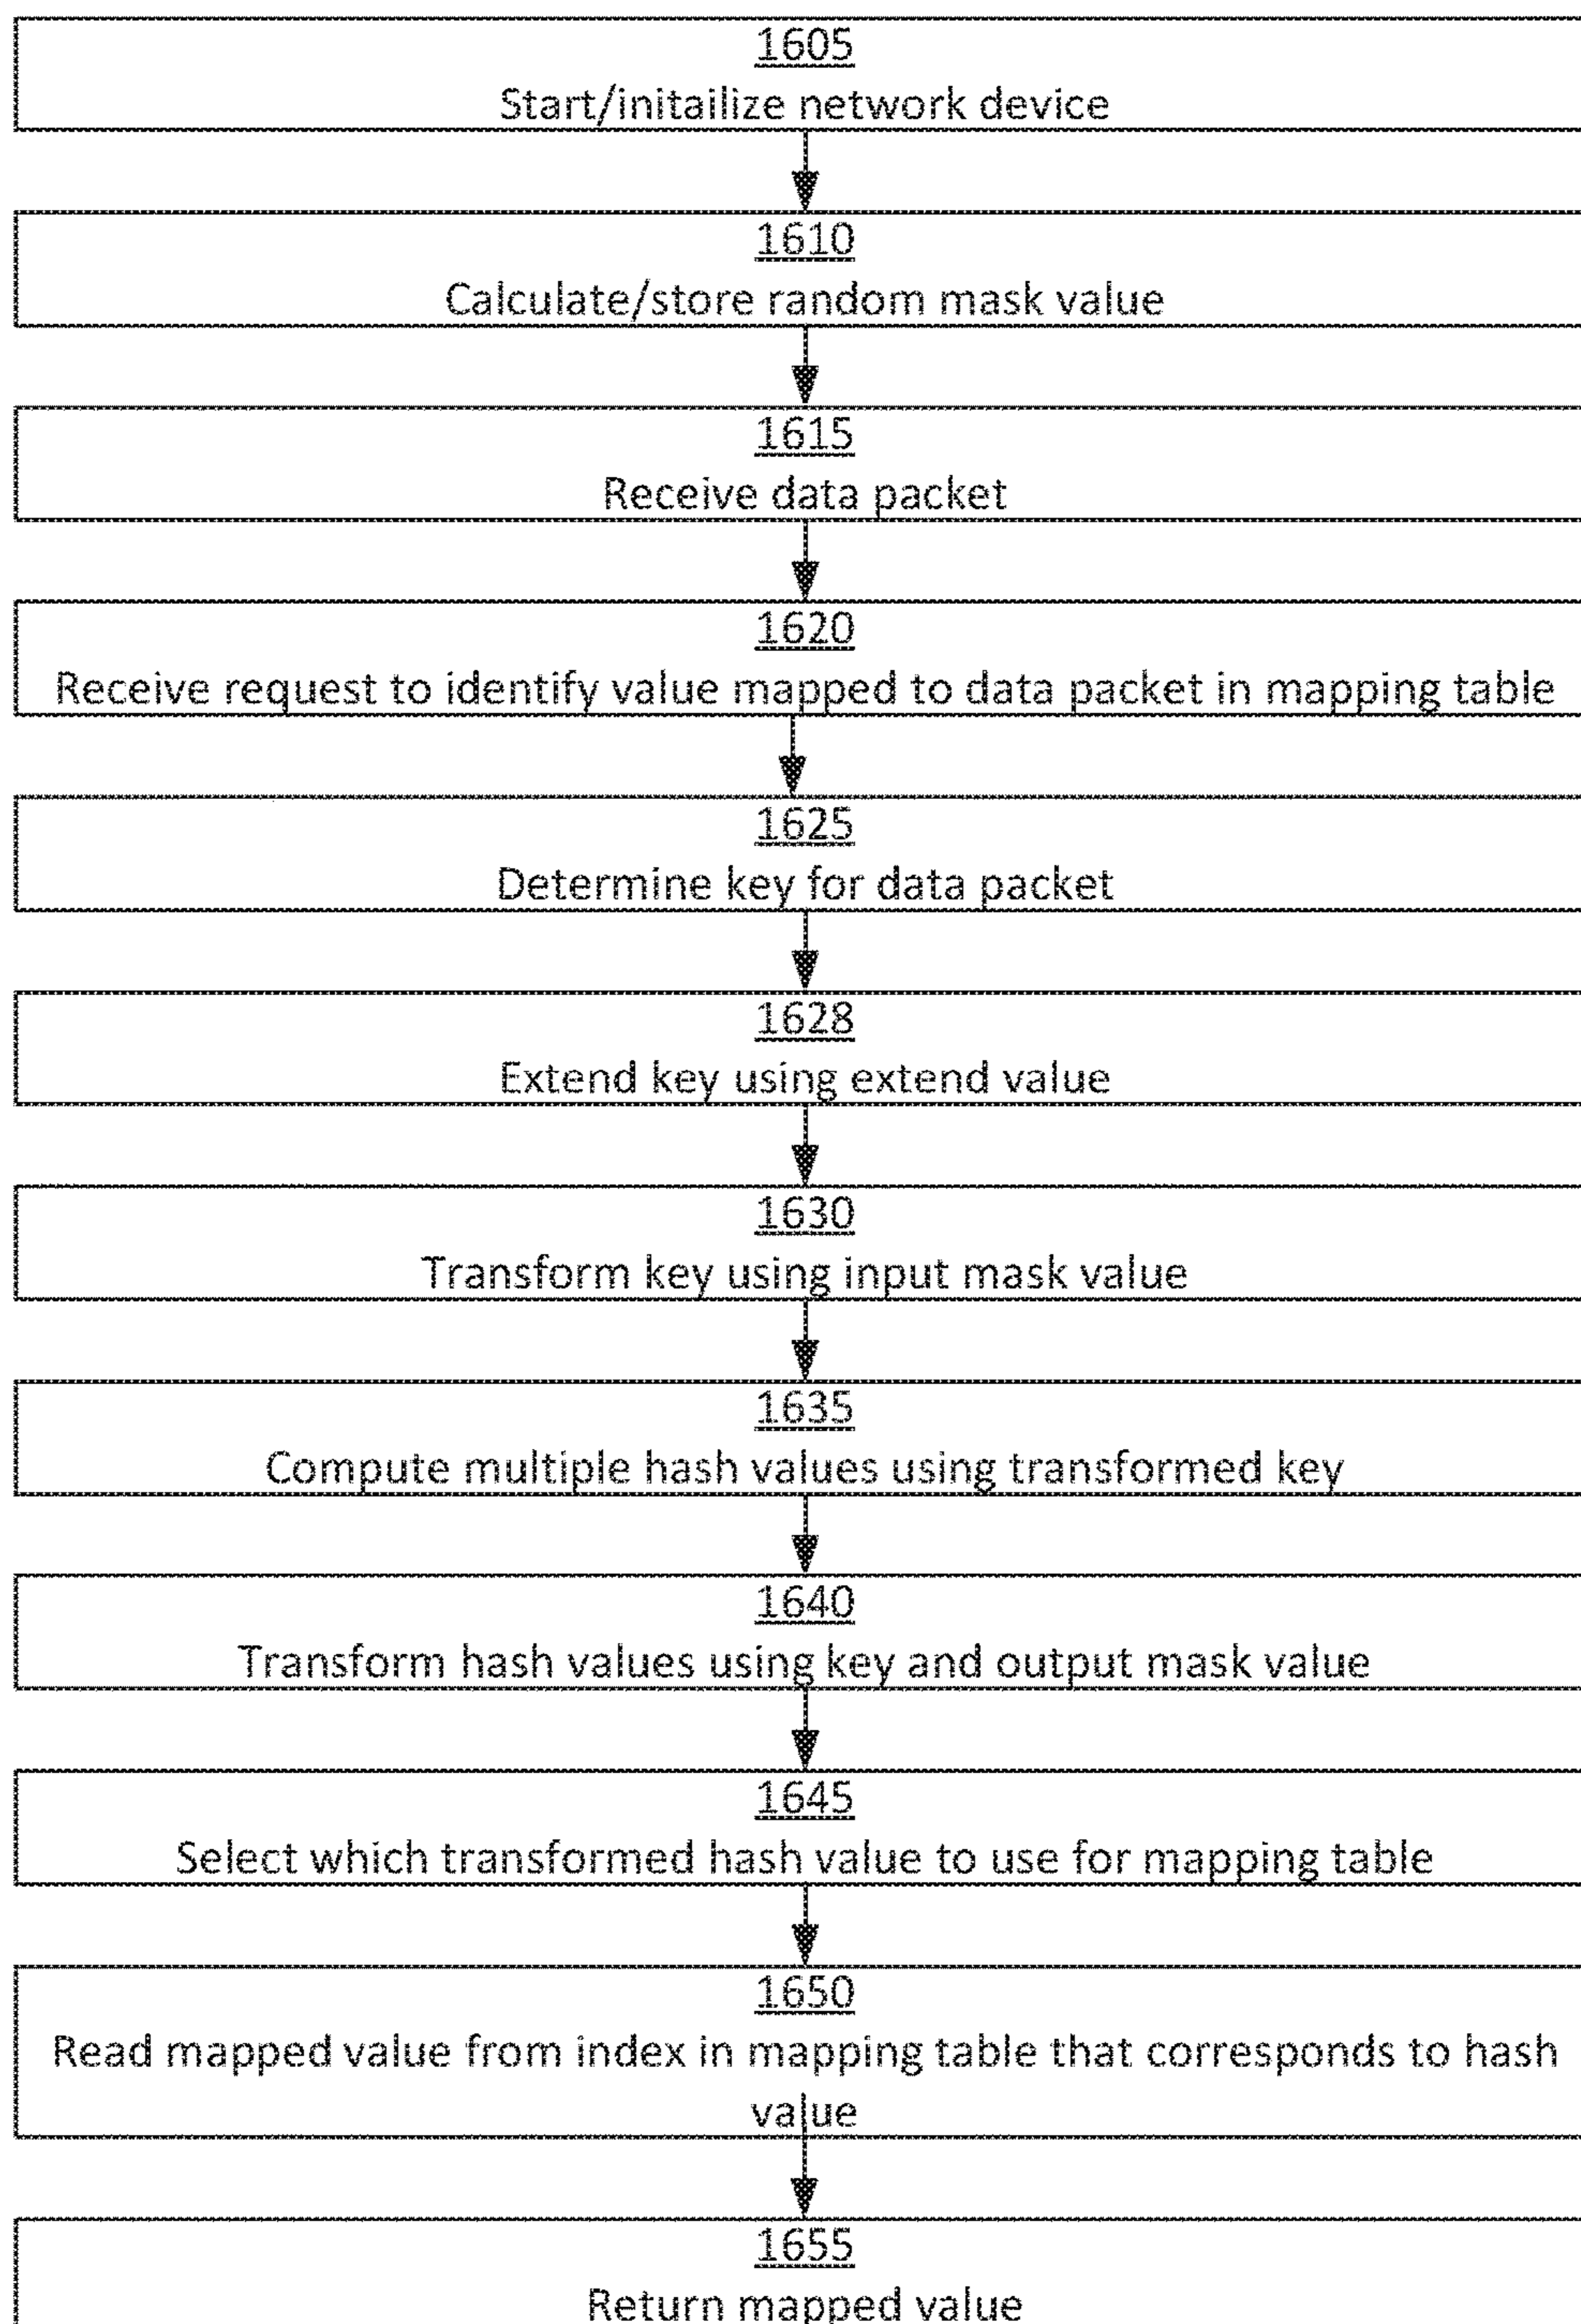 1605
Start/initailize network device
1610
Calculate/store random mask value
1615
Receive data packet
1620
Receive request to identify value mapped to data packet in mapping table
1625
Determine key for data packet
1628
Extend key using extend value
1630
Transform key using input mask value
1635
Compute multiple hash values using transformed key
1640
Transform hash values using key and output mask value
1645
Select which transformed hash value to use for mapping table
1650
Read mapped value from index in mapping table that corresponds to hash
value
1655
Return mapped value